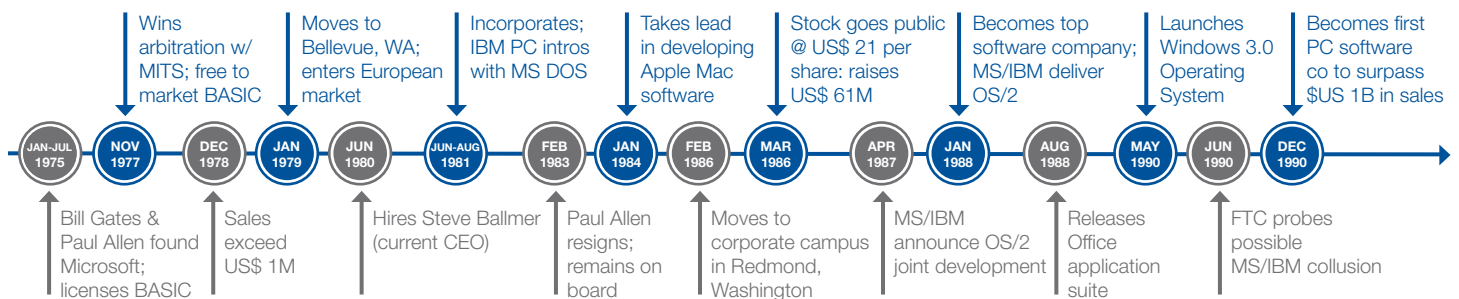 Wins
arbitration w/
MITS; free to
market BASIC
Moves to
Bellevue, WA;
enters European
market
Incorporates;
IBM PC intros
with MS DOS
Takes lead
in developing
Apple Mac
software
Stock goes public
@ US$ 21 per
share: raises
US$ 61M
Becomes top
software company;
MS/IBM deliver
OS/2
Launches
Windows 3.0
Operating
System
Becomes first
PC software
co to surpass
$US 1B in sales
JAN-JUL
1975
NOV
1977
DEC
1978
JAN
1979
JUN
1980
JUN-AUG
1981
FEB
1983
JAN
1984
FEB
1986
MAR
1986
APR
1987
JAN
1988
AUG
1988
MAY
1990
JUN
1990
DEC
1990
Bill Gates &
Paul Allen found
Microsoft;
licenses BASIC
Sales
exceed
US$ 1M
Hires Steve Ballmer
(current CEO)
Paul Allen
resigns;
remains on
board
Moves to
corporate campus
in Redmond,
Washington
MS/IBM
announce OS/2
joint development
Releases
Office
application
suite
FTC probes
possible
MS/IBM collusion